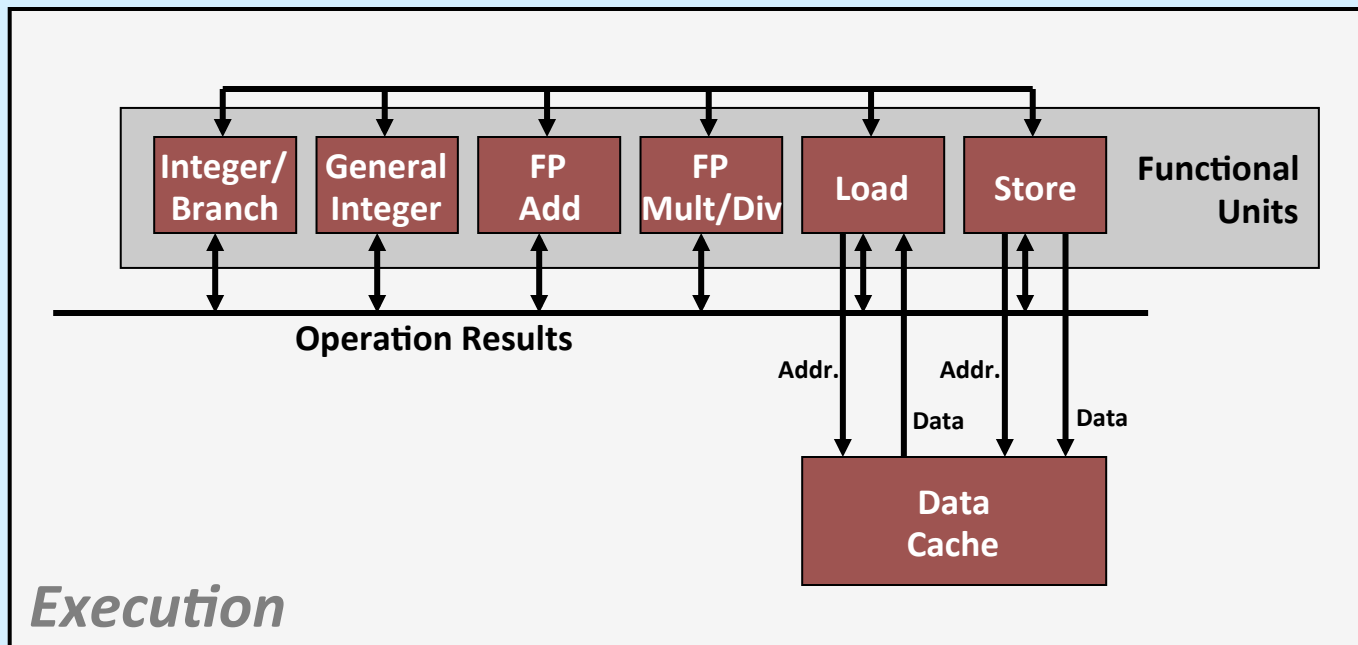 Integer/
Branch
General
Integer
FP
Add
FP
Mult/Div
Load
Store
Functional
Units
Operation Results
Addr.
Addr.
Data
Data
Data
Cache
Execution